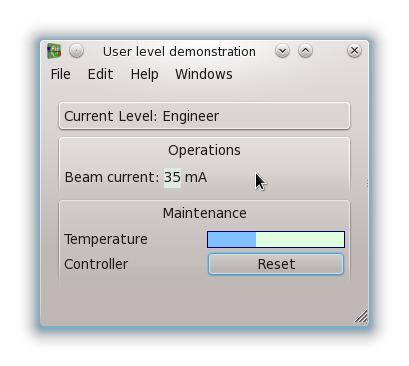 User level demonstration
File Edit Help Windows
Current Level: Engineer
Operations
Beam current: 35 mA
Maintenance
Temperature
Controller Reset